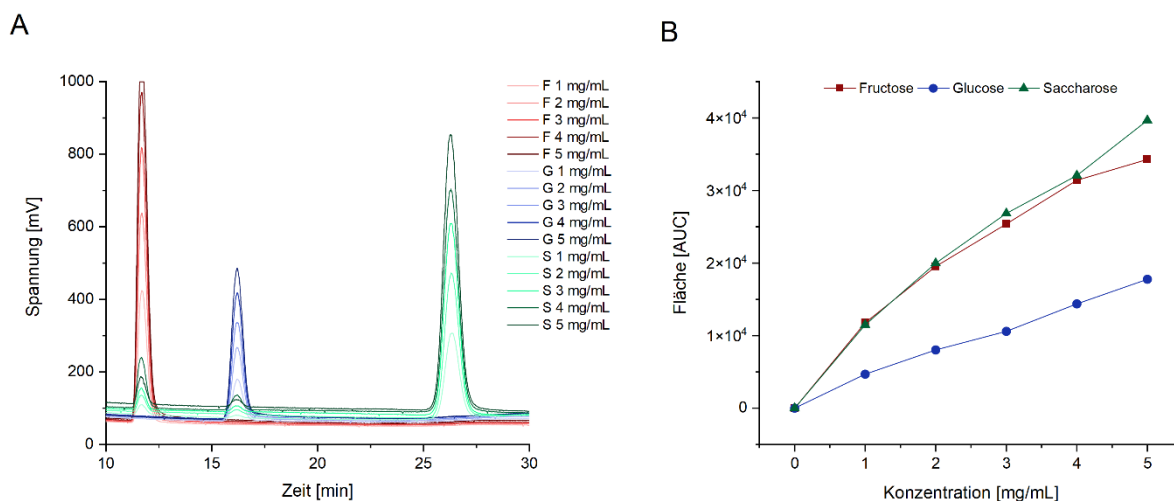 A
1000
800
600
400
200
0
Spannung [mV]
10
15
20
25
30
Zeit [min]
F 1 mg/mL
F 2 mg/mL
F 3 mg/mL
F 4 mg/mL
F 5 mg/mL
G 1 mg/mL
G 2 mg/mL
G 3 mg/mL
G 4 mg/mL
G 5 mg/mL
S 1 mg/mL
S 2 mg/mL
S 3 mg/mL
S 4 mg/mL
S 5 mg/mL
B
Fructose Glucose Saccharose
4×10⁴
3×10⁴
2×10⁴
1×10⁴
0
Fläche [AUC]
0 1 2 3 4 5
Konzentration [mg/mL]